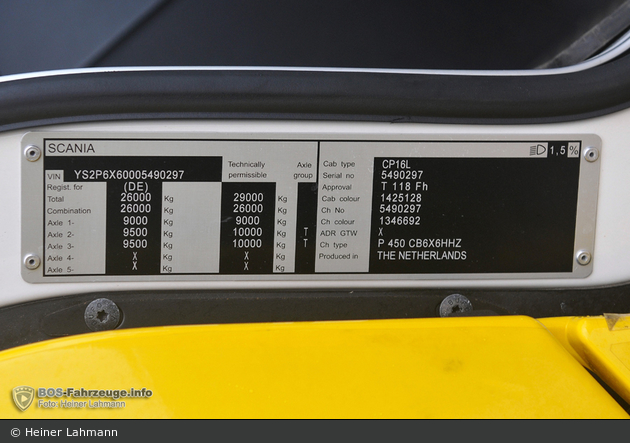 SCANIA
1,5 %
VIN YS2P6X60005490297 Technically permissible Axle group
Regist. for (DE)
Total 26000 Kg 29000 Kg
Combination 26000 Kg 26000 Kg
Axle 1- 9000 Kg 9000 Kg
Axle 2- 9500 Kg 10000 Kg T
Axle 3- 9500 Kg 10000 Kg T
Axle 4- X Kg X Kg
Axle 5- X Kg X Kg
Cab type CP16L
Serial no 5490297
Approval T 118 Fh
Cab colour 1425128
Ch No 5490297
Ch colour 1346692
ADR GTW X
Ch type P 450 CB6X6HHZ
Produced in THE NETHERLANDS
BOS-Fahrzeuge.info
Foto: Heiner Lahmann
© Heiner Lahmann